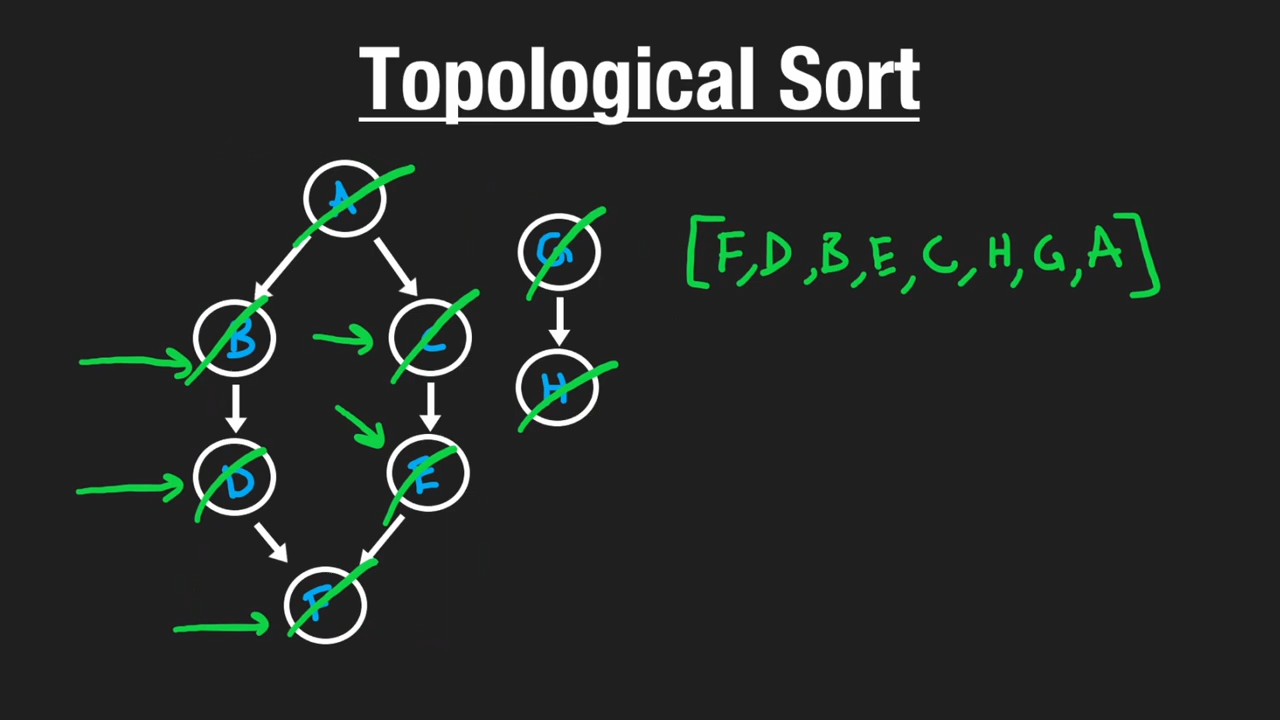 Topological Sort
A
G
[F, D, B, E, C, H, G, A]
B
C
H
D
E
F